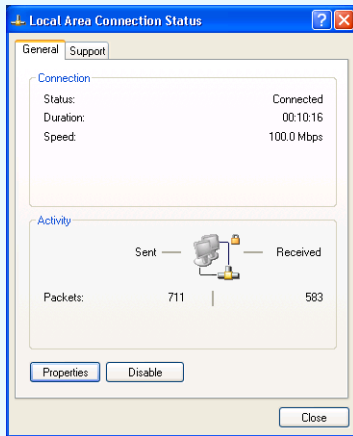 Local Area Connection Status
General Support
Connection
Status: Connected
Duration: 00:10:16
Speed: 100.0 Mbps
Activity
Sent Received
Packets: 711 583
Properties Disable
Close